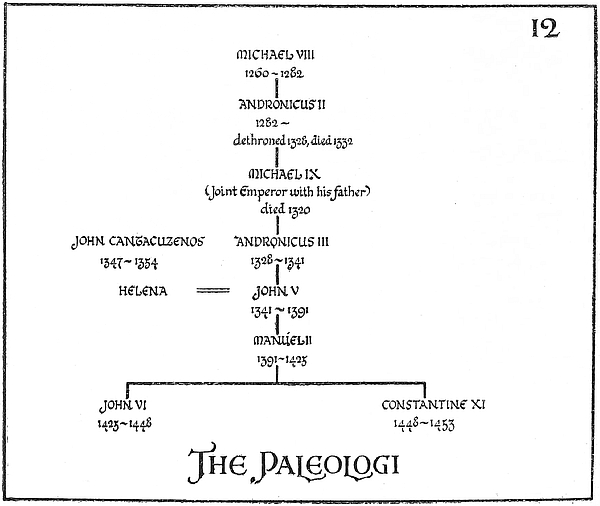 12
MICHAEL VIII
1260~1282
ANDRONICUS II
1282~
dethroned 1328, died 1332
MICHAEL IX
(Joint Emperor with his father)
died 1320
JOHN CANTACUZENOS
1347~1354
ANDRONICUS III
1328~1341
HELENA
JOHN V
1341~1391
MANUEL II
1391~1425
JOHN VI
1425~1448
CONSTANTINE XI
1448~1453
THE PALEOLOGI